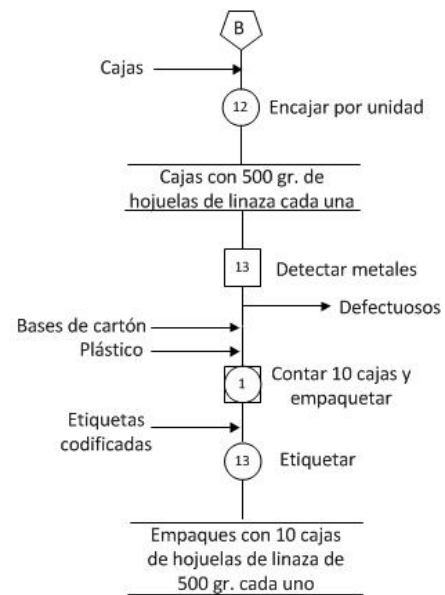 B
Cajas
12
Encajar por unidad
Cajas con 500 gr. de
hojuelas de linaza cada una
13
Detectar metales
Defectuosos
Bases de cartón
Plástico
1
Contar 10 cajas y
empaquetar
Etiquetas
codificadas
13
Etiquetar
Empaques con 10 cajas
de hojuelas de linaza de
500 gr. cada uno